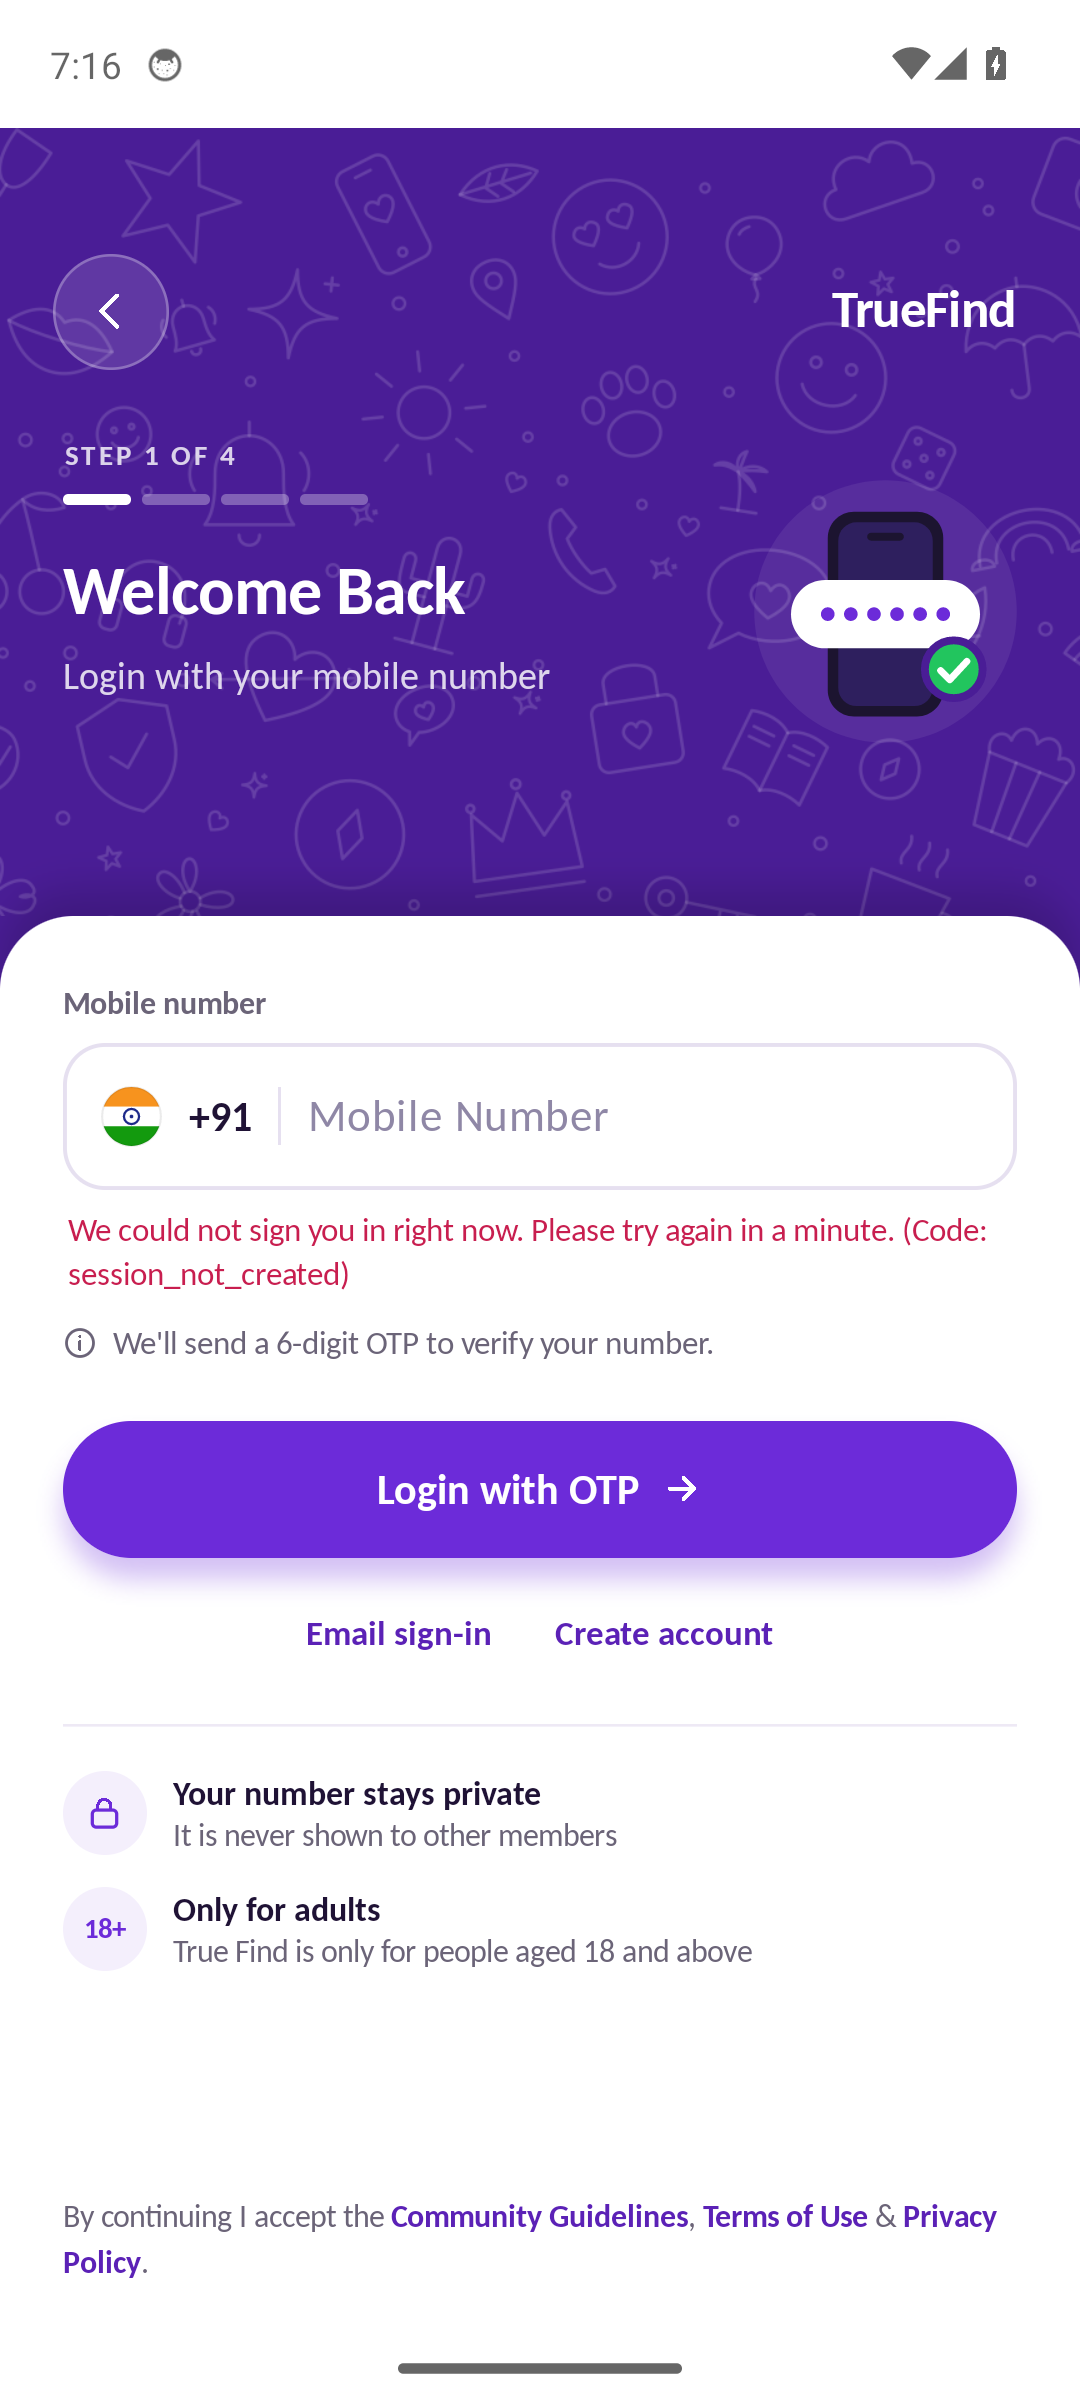 7:16
TrueFind
STEP 1 OF 4
Welcome Back
Login with your mobile number
Mobile number
+91 Mobile Number
We could not sign you in right now. Please try again in a minute. (Code:
session_not_created)
We'll send a 6-digit OTP to verify your number.
Login with OTP →
Email sign-in Create account
Your number stays private
It is never shown to other members
18+ Only for adults
True Find is only for people aged 18 and above
By continuing I accept the Community Guidelines, Terms of Use & Privacy
Policy.